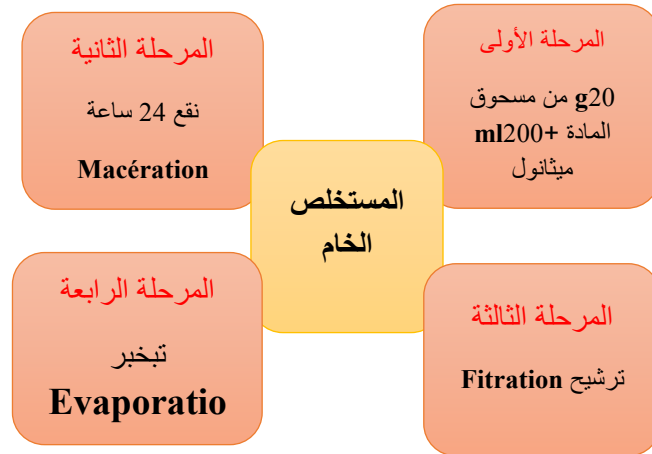 المرحلة الأولى
g20 من مسحوق
المادة +ml200
ميثانول
المرحلة الثانية
نقع 24 ساعة
Macération
المستخلص
الخام
المرحلة الثالثة
ترشيح Fitration
المرحلة الرابعة
تبخبر
Evaporatio